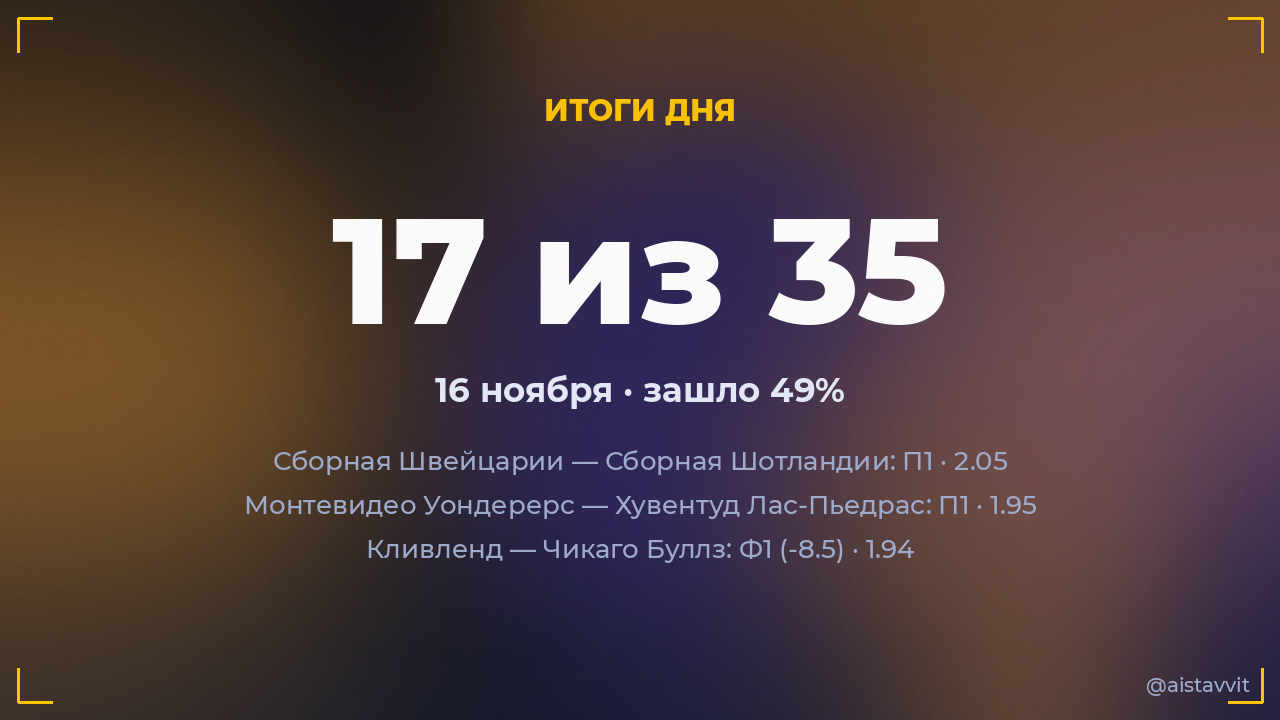 ИТОГИ ДНЯ
17 из 35
16 ноября · зашло 49%
Сборная Швейцарии — Сборная Шотландии: П1 · 2.05
Монтевидео Уондерерс — Хувентуд Лас-Пьедрас: П1 · 1.95
Кливленд — Чикаго Буллз: Ф1 (-8.5) · 1.94
@aistavvit